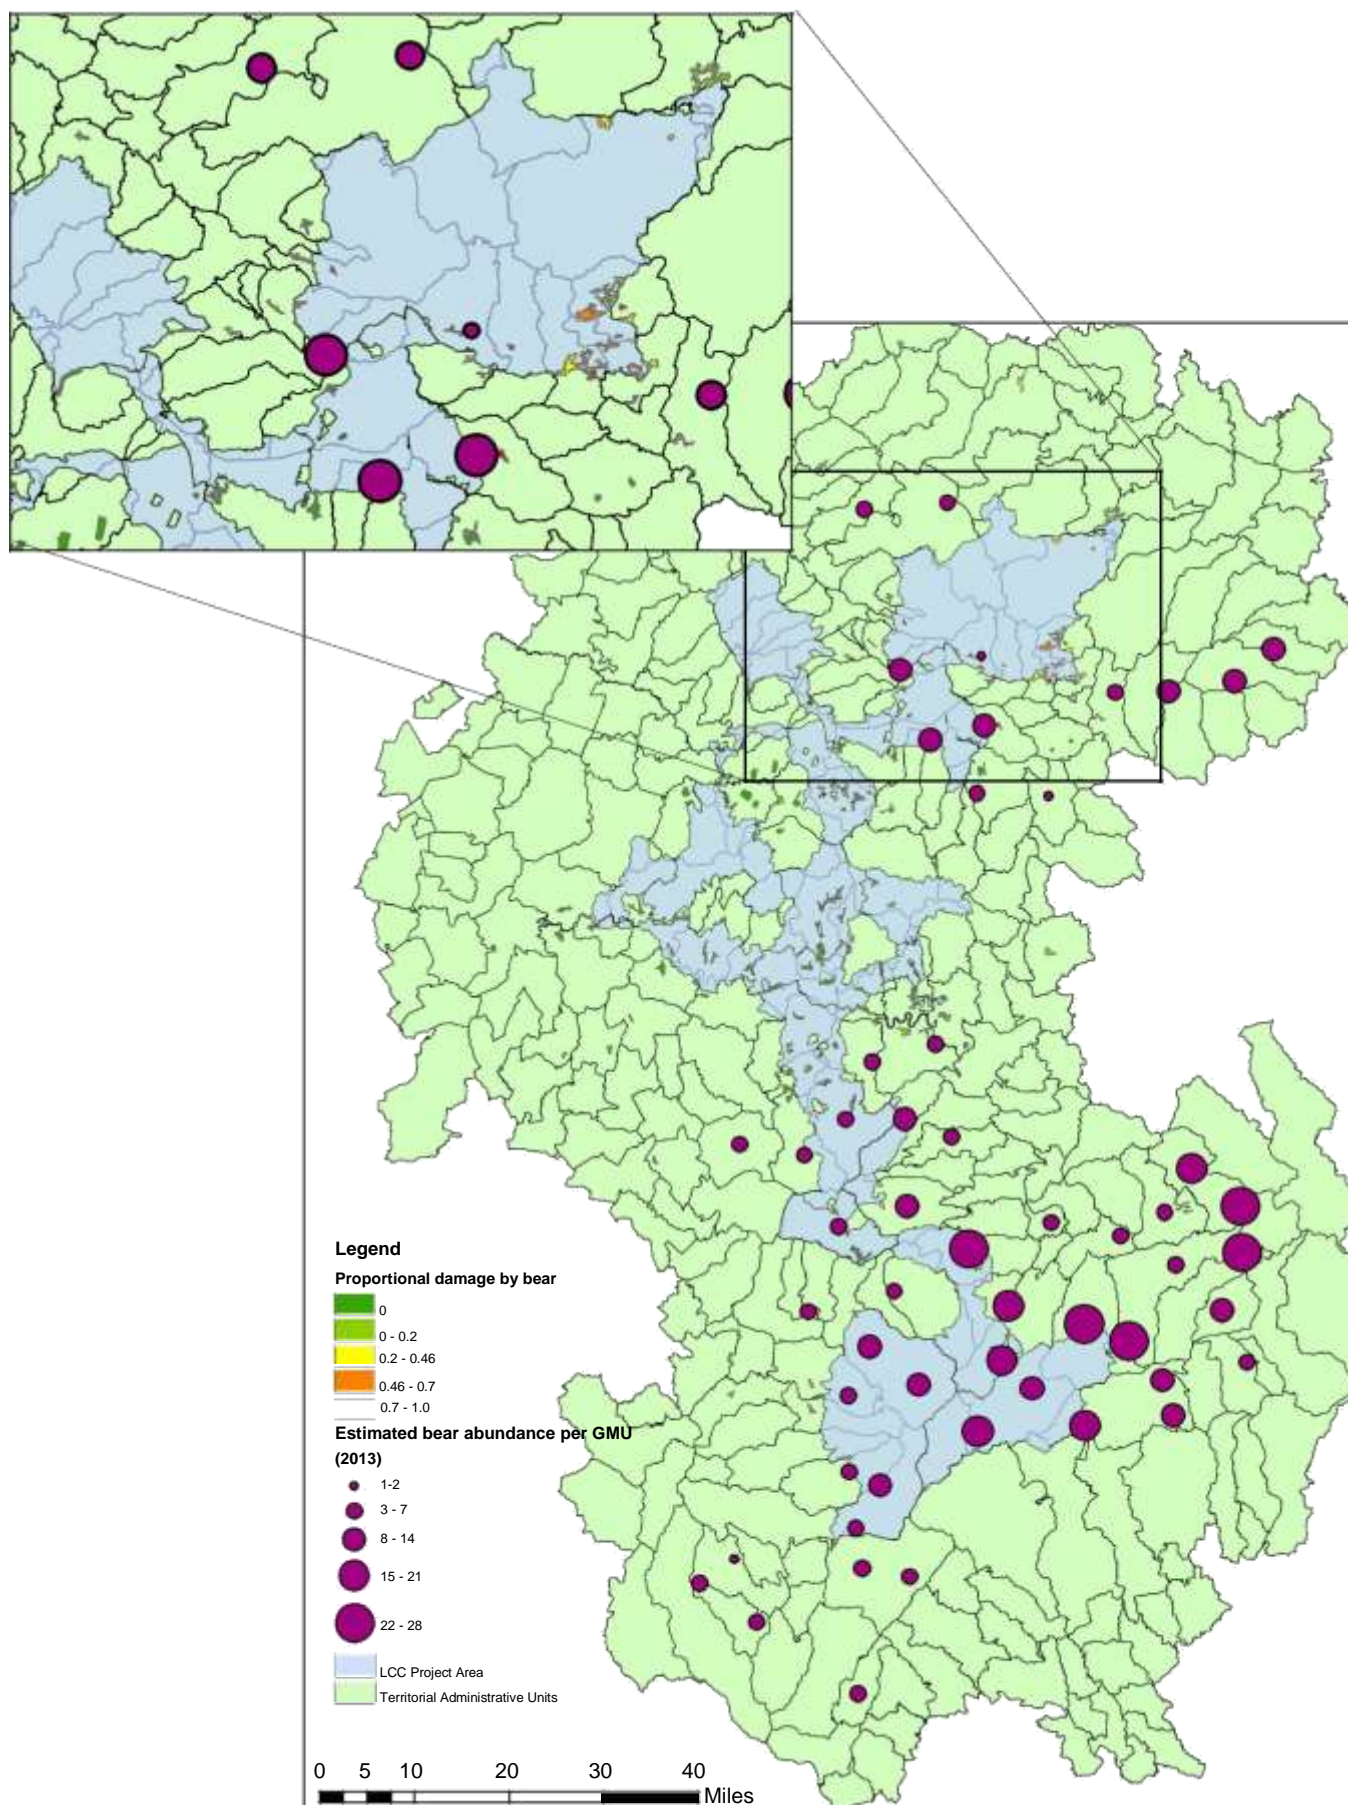 Legend
Proportional damage by bear
0
0 - 0.2
0.2 - 0.46
0.46 - 0.7
0.7 - 1.0
Estimated bear abundance per GMU
(2013)
1-2
3 - 7
8 - 14
15 - 21
22 - 28
LCC Project Area
Territorial Administrative Units
0 5 10 20 30 40
Miles